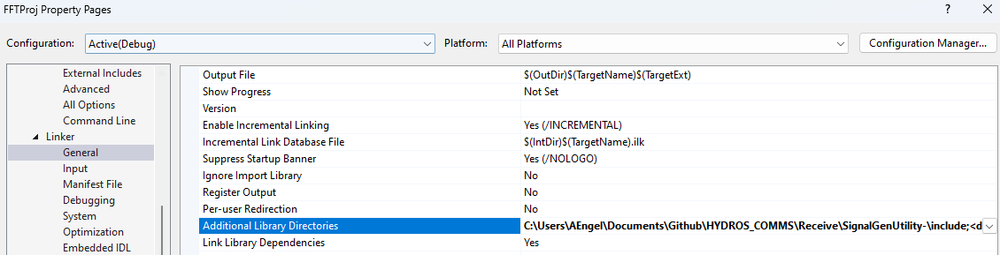 FFTProj Property Pages ? ×
Configuration: Active(Debug) Platform: All Platforms Configuration Manager...
External Includes
Advanced
All Options
Command Line
Linker
General
Input
Manifest File
Debugging
System
Optimization
Embedded IDL
Output File $(OutDir)$(TargetName)$(TargetExt)
Show Progress Not Set
Version
Enable Incremental Linking Yes (/INCREMENTAL)
Incremental Link Database File $(IntDir)$(TargetName).ilk
Suppress Startup Banner Yes (/NOLOGO)
Ignore Import Library No
Register Output No
Per-user Redirection No
Additional Library Directories C:\Users\AEngel\Documents\Github\HYDROS_COMMS\Receive\SignalGenUtility-\include;<d
Link Library Dependencies Yes